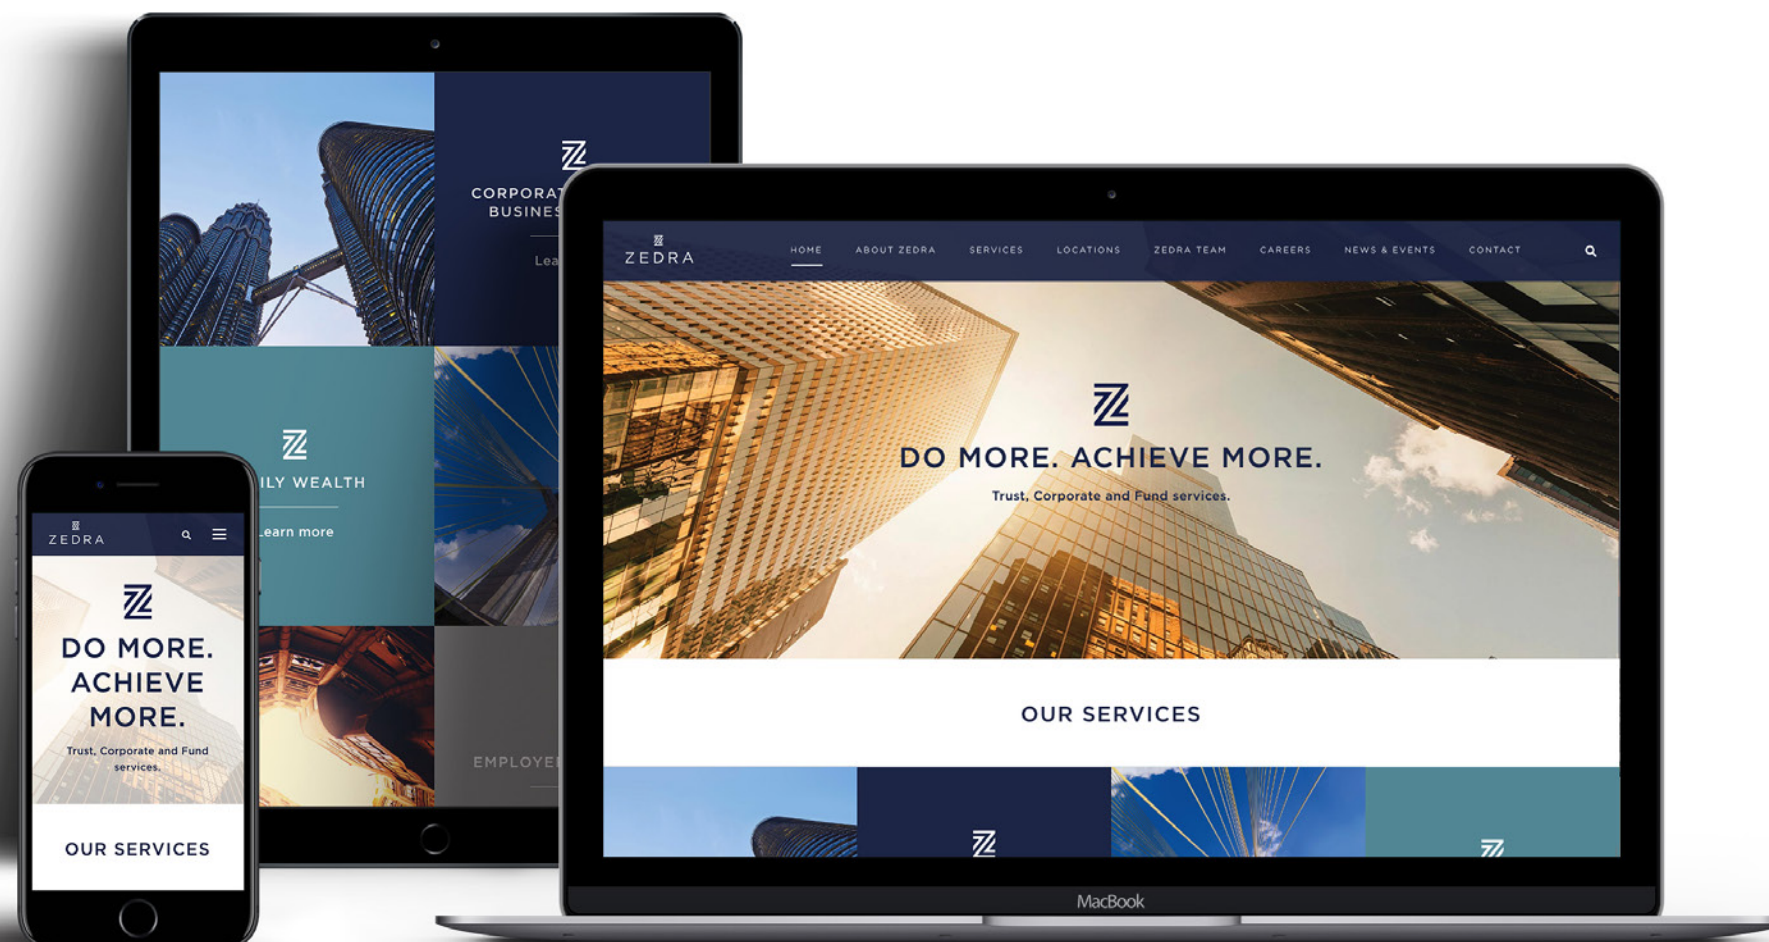 CORPORAT
BUSINES
Lea
ILY WEALTH
Learn more
EMPLOYE
ZEDRA
HOME ABOUT ZEDRA SERVICES LOCATIONS ZEDRA TEAM CAREERS NEWS & EVENTS CONTACT
DO MORE. ACHIEVE MORE.
Trust, Corporate and Fund services.
OUR SERVICES
MacBook
ZEDRA
DO MORE.
ACHIEVE
MORE.
Trust, Corporate and Fund
services.
OUR SERVICES